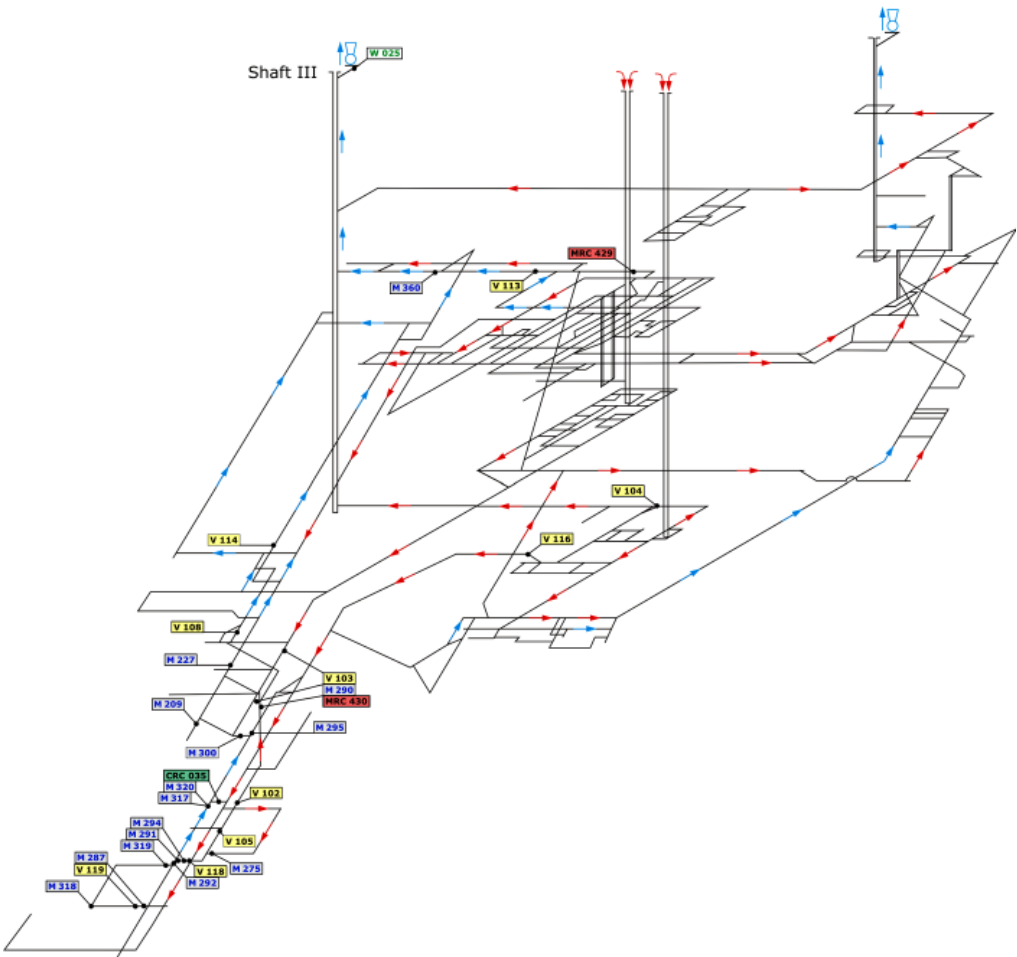 W 025
Shaft III
MRC 429
V 113
M 360
V 104
V 114
V 116
V 108
M 227
V 103
M 290
MRC 430
M 209
M 295
M 300
CRC 035
M 320
M 317
V 102
M 294
M 291
M 319
V 105
M 287
V 119
V 118
M 275
M 292
M 318